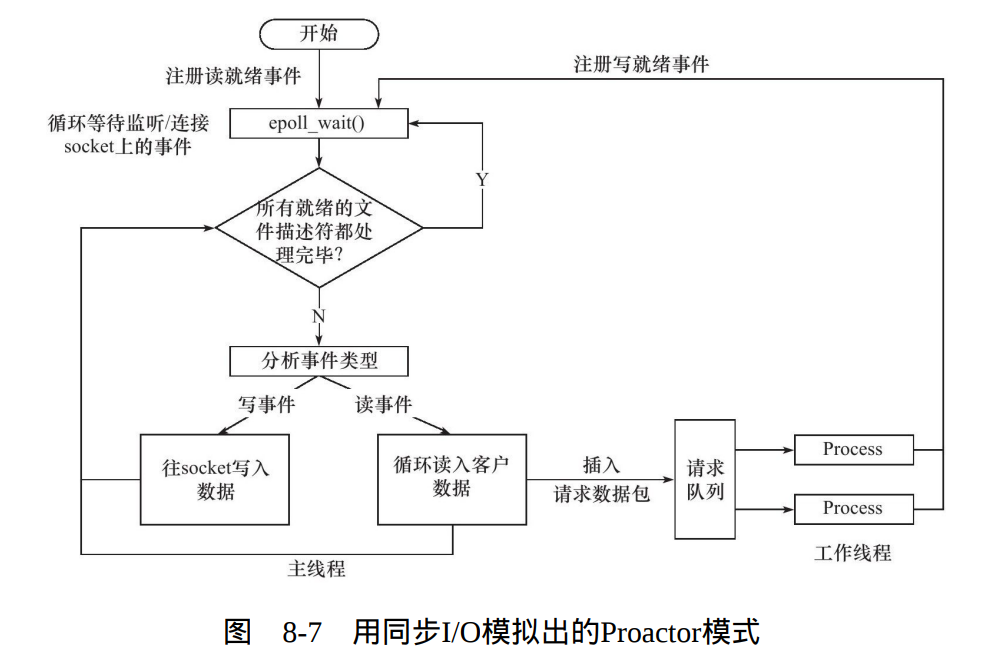 开始
注册读就绪事件
注册写就绪事件
epoll_wait()
循环等待监听/连接
socket上的事件
Y
所有就绪的文
件描述符都处
理完毕？
N
分析事件类型
写事件
读事件
往socket写入
数据
循环读入客户
数据
插入
请求数据包
请求
队列
Process
Process
工作线程
主线程
图 8-7 用同步I/O模拟出的Proactor模式